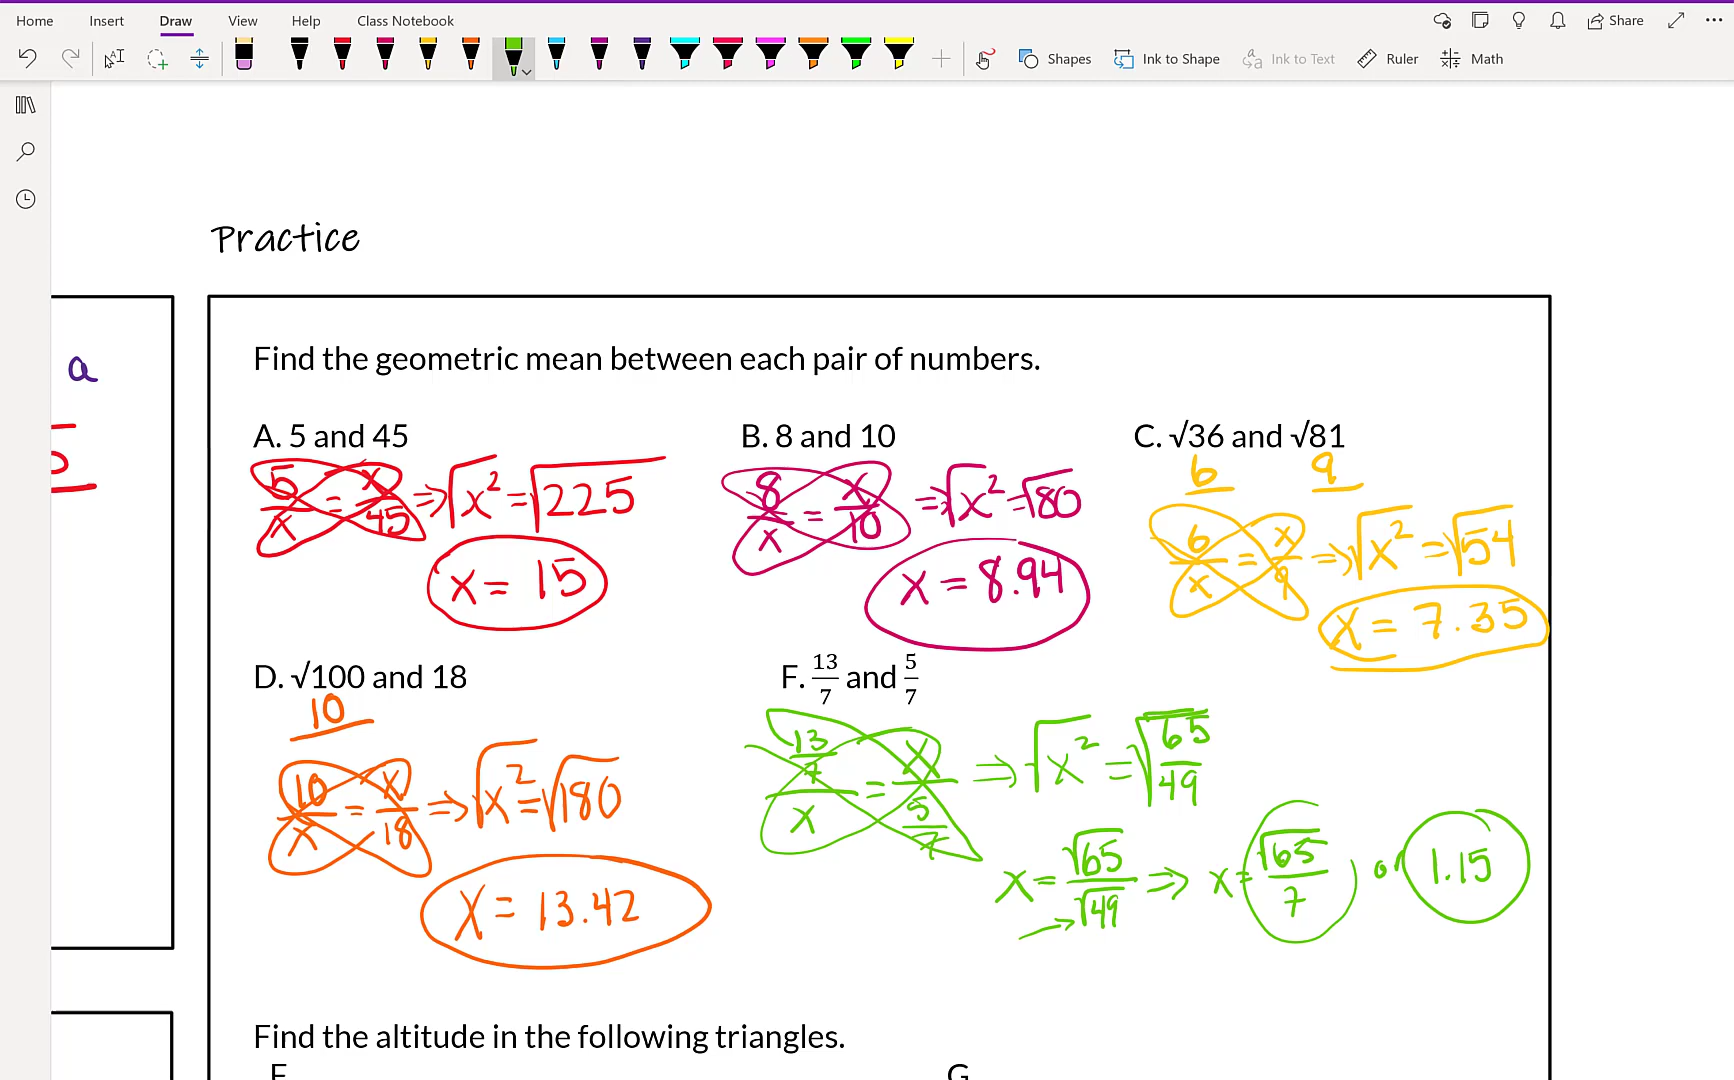 Home Insert Draw View Help Class Notebook Share
Shapes Ink to Shape Ink to Text Ruler Math
Practice
a
5
Find the geometric mean between each pair of numbers.
A. 5 and 45 B. 8 and 10 C. √36 and √81
6 9
5/x = x/45 ⇒ √x² = √225
x = 15
8/x = x/10 ⇒ √x² = √80
x = 8.94
6/x = x/9 ⇒ √x² = √54
x = 7.35
D. √100 and 18 F. 13/7 and 5/7
10
10/x = x/18 ⇒ √x² = √180
x = 13.42
13/7/x = x/5/7 ⇒ √x² = √65/49
x = √65/√49 ⇒ x = √65/7 or 1.15
Find the altitude in the following triangles.